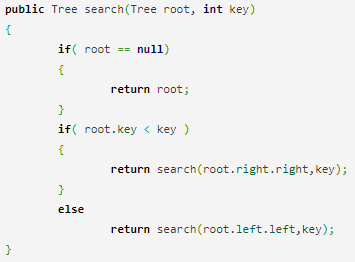 public Tree search(Tree root, int key)
{
if( root == null)
{
return root;
}
if( root.key < key )
{
return search(root.right.right,key);
}
else
return search(root.left.left,key);
}